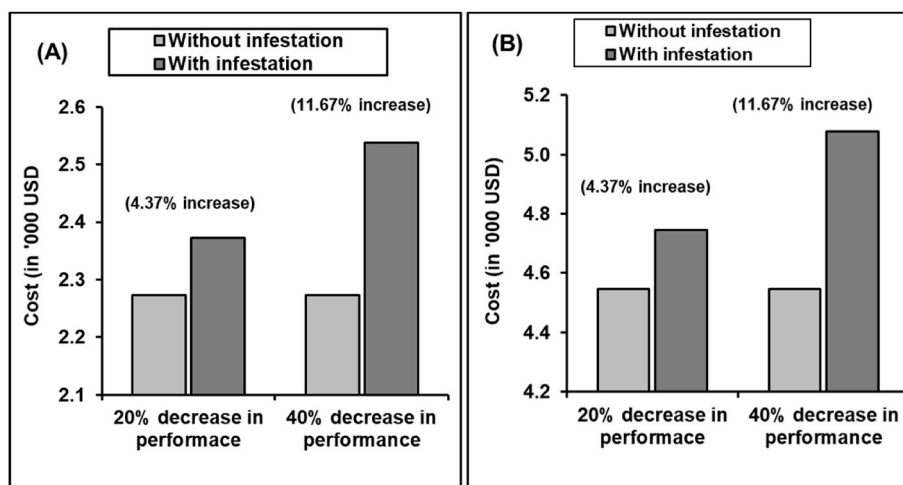 (A)
Without infestation
With infestation
Cost (in '000 USD
2.6
2.5
2.4
2.3
2.2
2.1
(11.67% increase)
(4.37% increase)
20% decrease in
performace
40% decrease in
performance
(B)
Without infestation
With infestation
Cost (in '000 USD)
5.2
5.0
4.8
4.6
4.4
4.2
(11.67% increase)
(4.37% increase)
20% decrease in
performace
40% decrease in
performance